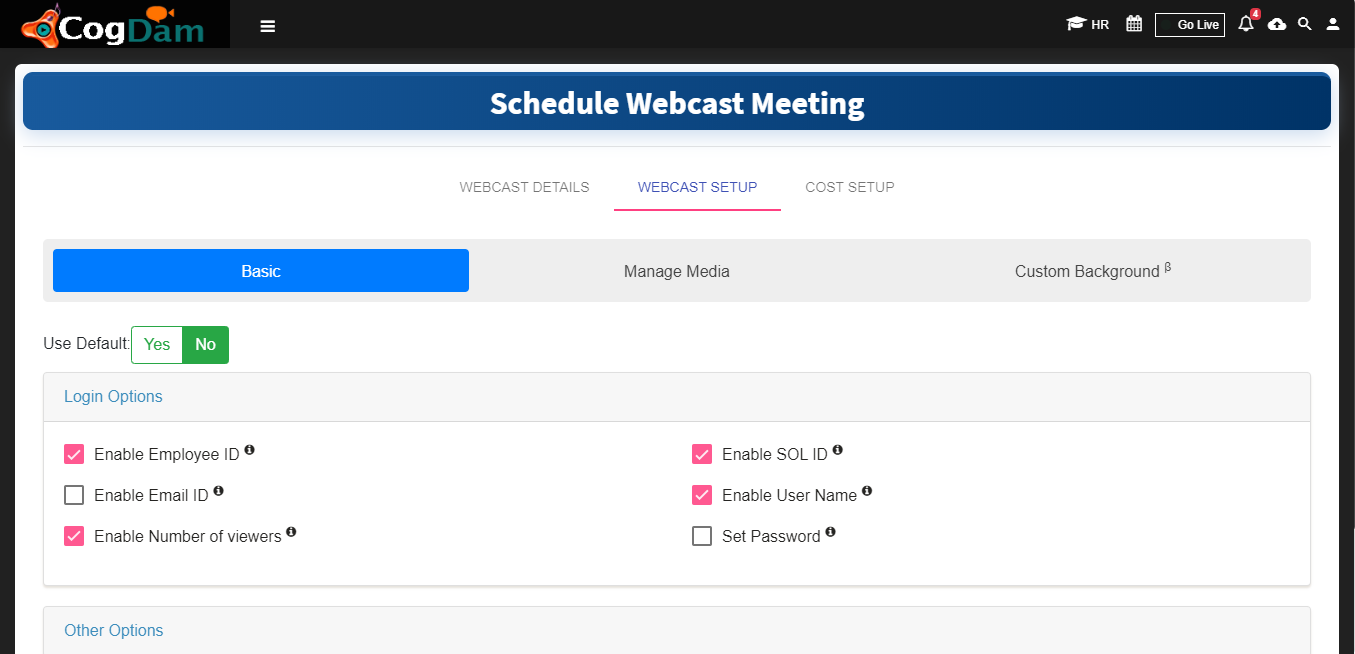 CogDam
HR
Go Live
4
Schedule Webcast Meeting
WEBCAST DETAILS
WEBCAST SETUP
COST SETUP
Basic
Manage Media
Custom Background β
Use Default: Yes No
Login Options
Enable Employee ID
Enable SOL ID
Enable Email ID
Enable User Name
Enable Number of viewers
Set Password
Other Options